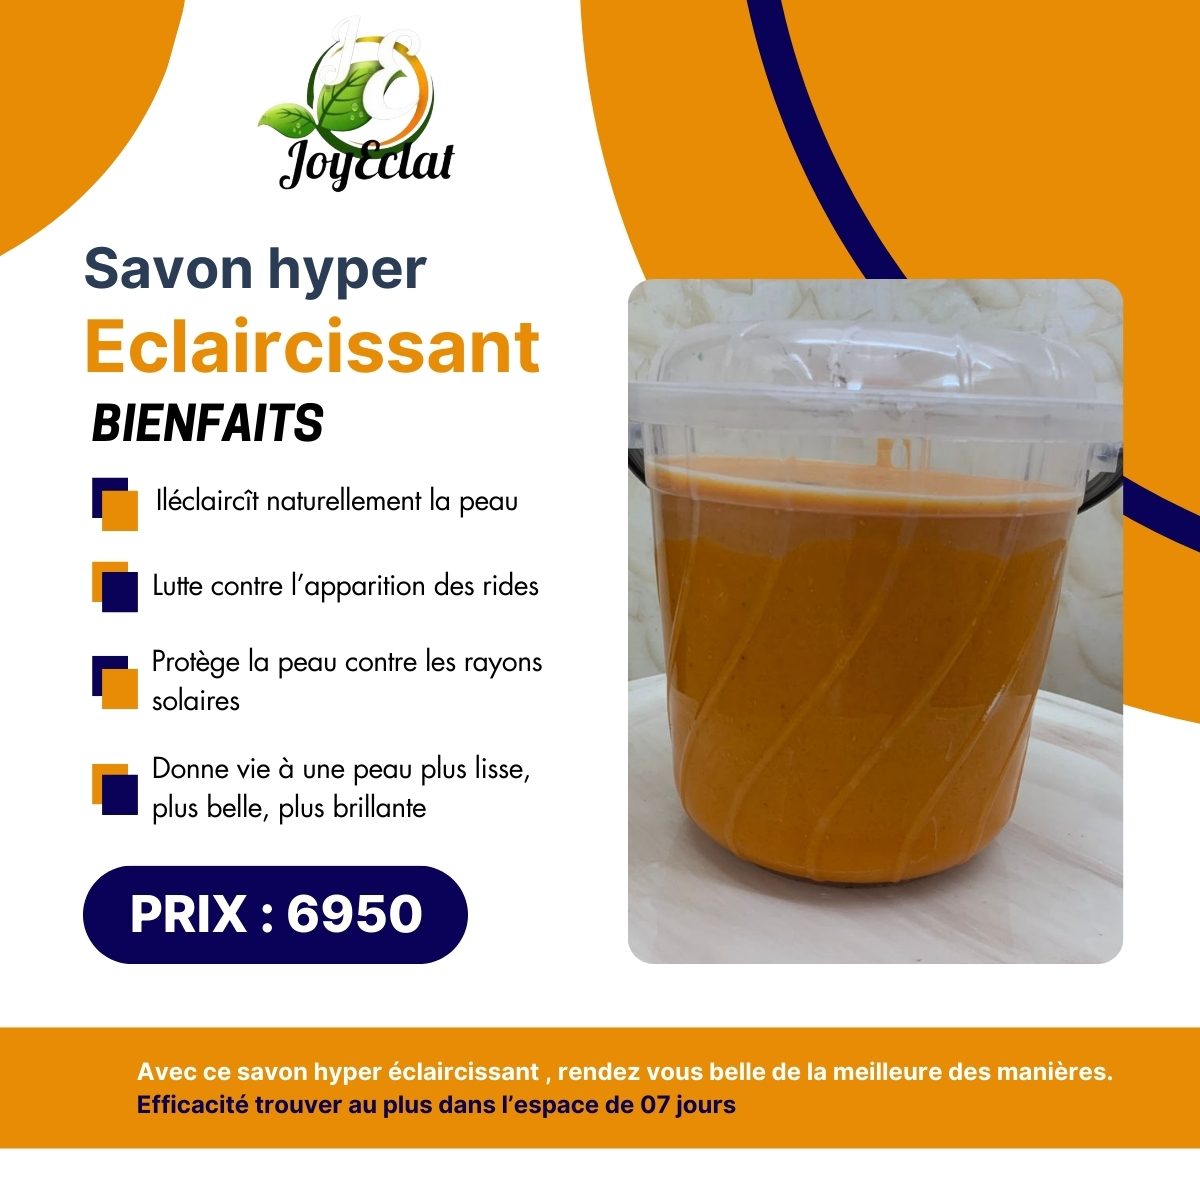 JE
JoyEclat
Savon hyper
Eclaircissant
BIENFAITS
Iléclaircît naturellement la peau
Lutte contre l’apparition des rides
Protège la peau contre les rayons
solaires
Donne vie à une peau plus lisse,
plus belle, plus brillante
PRIX : 6950
Avec ce savon hyper éclaircissant , rendez vous belle de la meilleure des manières.
Efficacité trouver au plus dans l’espace de 07 jours